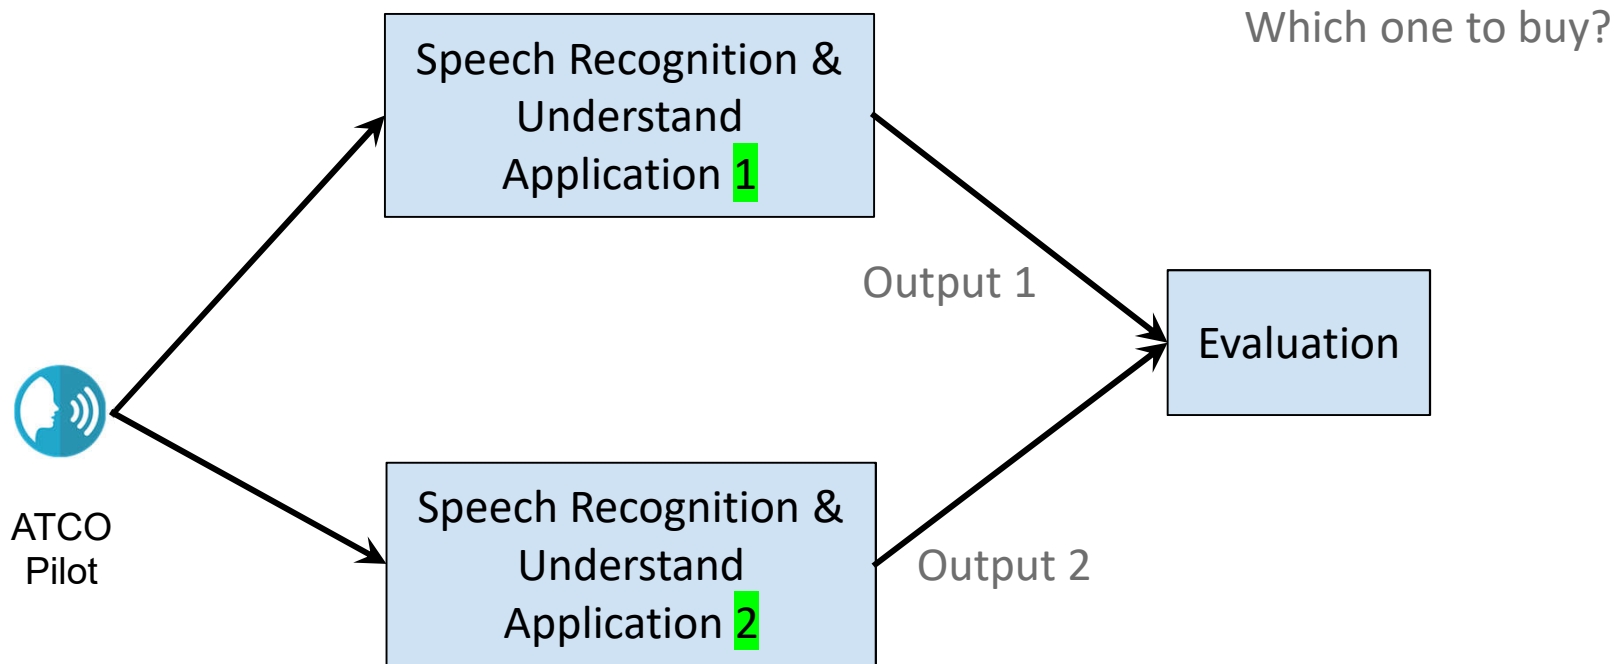 Which one to buy?
Speech Recognition &
Understand
Application 1
Output 1
Evaluation
ATCO
Pilot
Speech Recognition &
Understand
Application 2
Output 2